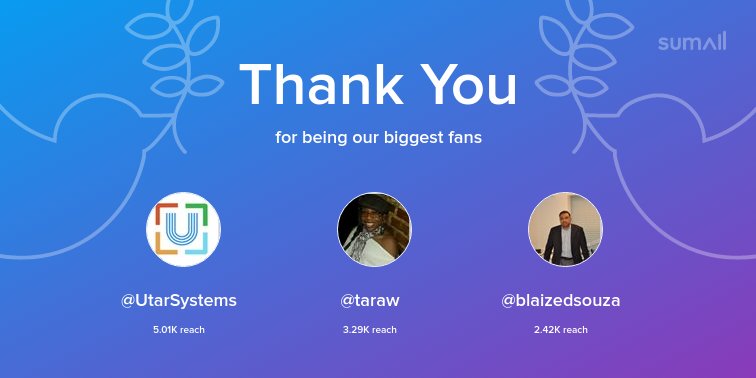 sumall
Thank You
for being our biggest fans
U
@UtarSystems
@taraw
@blaizedsouza
5.01K reach
3.29K reach
2.42K reach